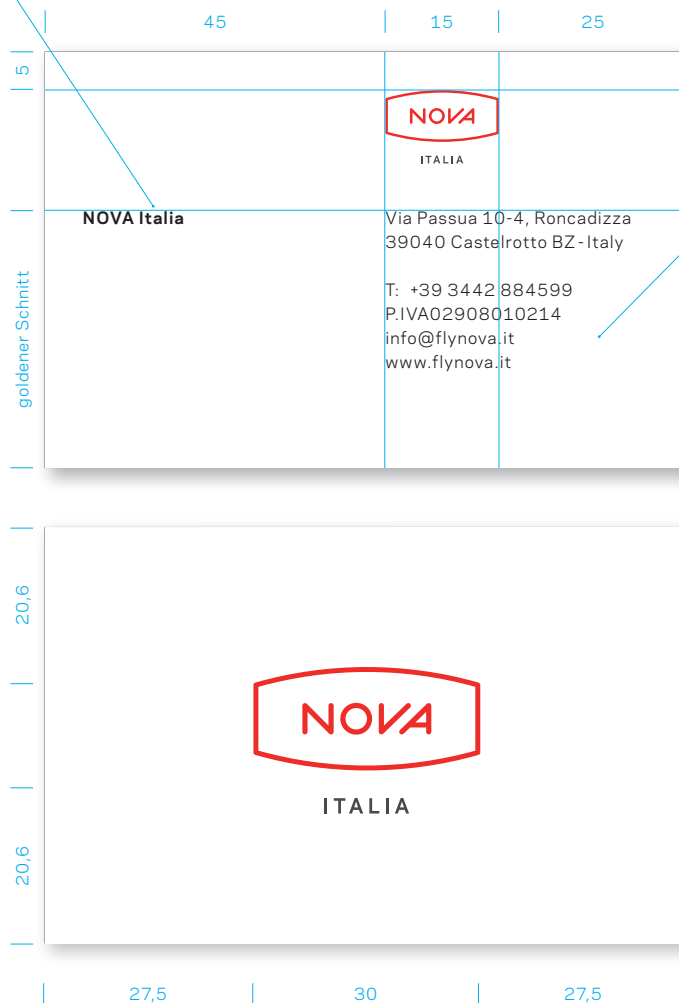 45 15 25
5
NOVA
ITALIA
NOVA Italia
Via Passua 10-4, Roncadizza
39040 Castelrotto BZ-Italy
T: +39 3442 884599
P.IVA02908010214
info@flynova.it
www.flynova.it
goldener Schnitt
20,6
NOVA
ITALIA
20,6
27,5 30 27,5